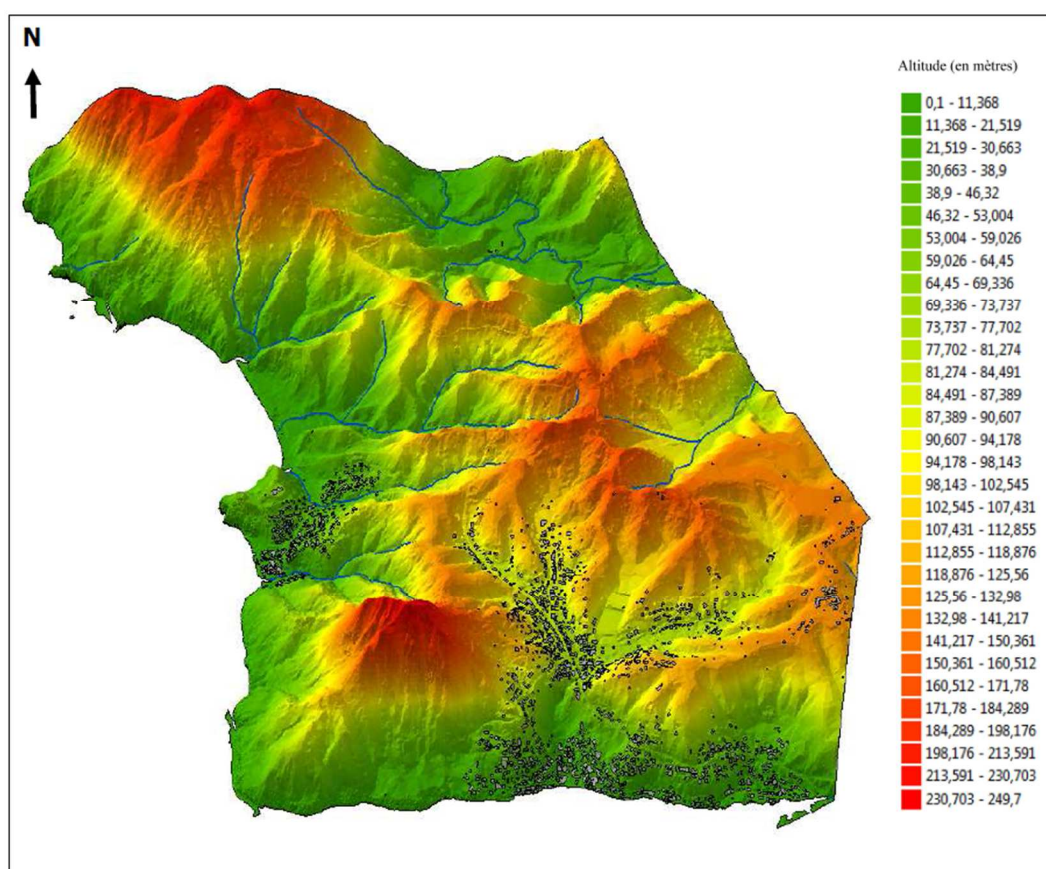 N
Altitude (en mètres)
0,1 - 11,368
11,368 - 21,519
21,519 - 30,663
30,663 - 38,9
38,9 - 46,32
46,32 - 53,004
53,004 - 59,026
59,026 - 64,45
64,45 - 69,336
69,336 - 73,737
73,737 - 77,702
77,702 - 81,274
81,274 - 84,491
84,491 - 87,389
87,389 - 90,607
90,607 - 94,178
94,178 - 98,143
98,143 - 102,545
102,545 - 107,431
107,431 - 112,855
112,855 - 118,876
118,876 - 125,56
125,56 - 132,98
132,98 - 141,217
141,217 - 150,361
150,361 - 160,512
160,512 - 171,78
171,78 - 184,289
184,289 - 198,176
198,176 - 213,591
213,591 - 230,703
230,703 - 249,7